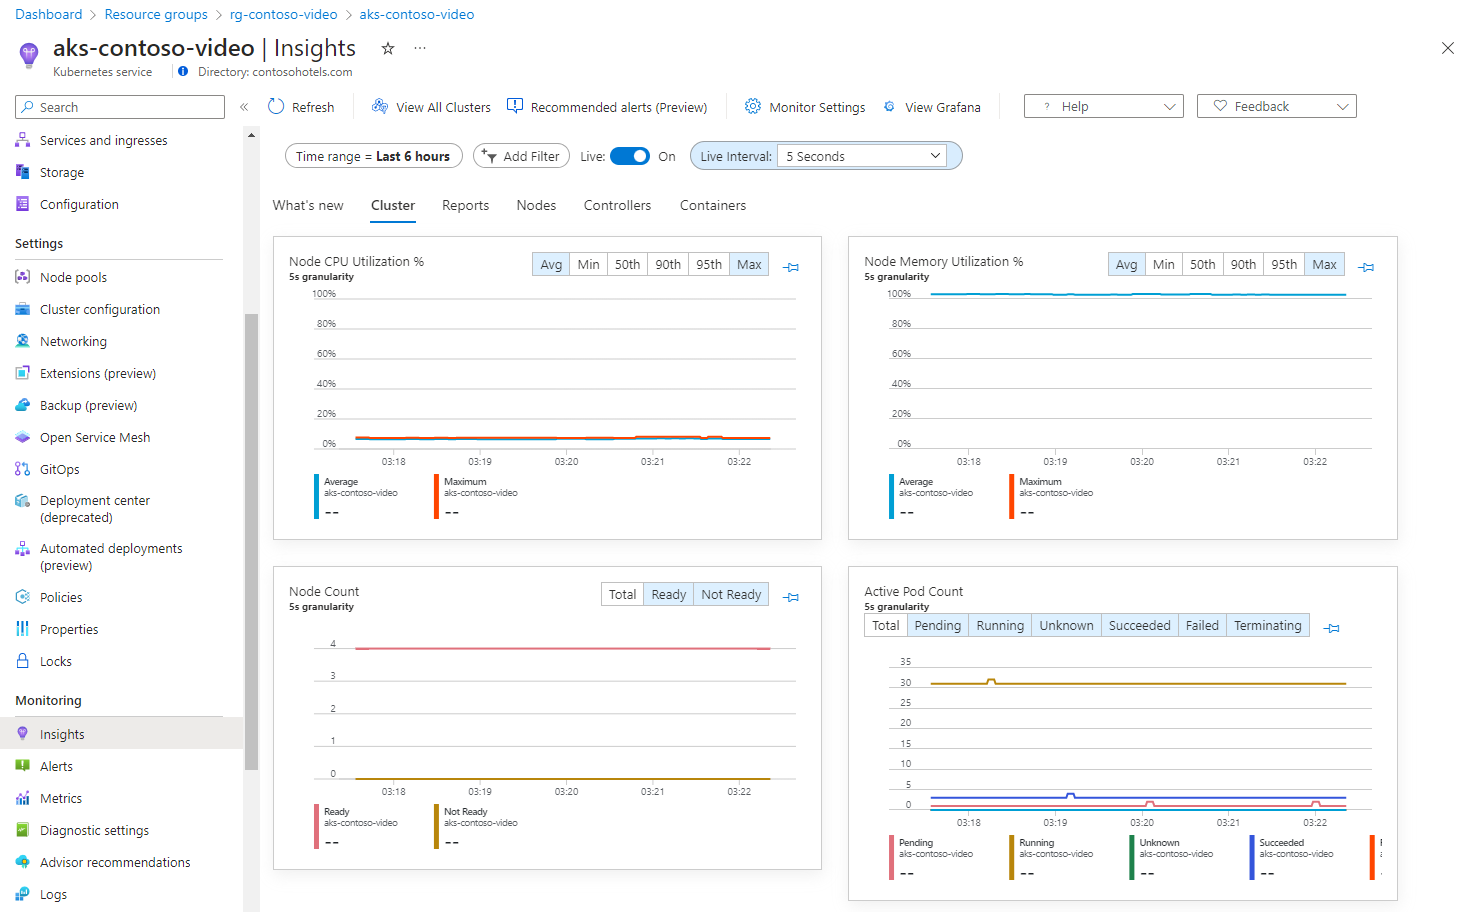 Dashboard > Resource groups > rg-contoso-video > aks-contoso-video
aks-contoso-video | Insights
Kubernetes service
Directory: contosohotels.com
Search
Refresh
View All Clusters
Recommended alerts (Preview)
Monitor Settings
View Grafana
? Help
Feedback
Services and ingresses
Storage
Configuration
Settings
Node pools
Cluster configuration
Networking
Extensions (preview)
Backup (preview)
Open Service Mesh
GitOps
Deployment center
(deprecated)
Automated deployments
(preview)
Policies
Properties
Locks
Monitoring
Insights
Alerts
Metrics
Diagnostic settings
Advisor recommendations
Logs
Time range = Last 6 hours
Add Filter
Live: On
Live Interval: 5 Seconds
What's new
Cluster
Reports
Nodes
Controllers
Containers
Node CPU Utilization %
5s granularity
Avg Min 50th 90th 95th Max
100%
80%
60%
40%
20%
0%
03:18 03:19 03:20 03:21 03:22
Average
aks-contoso-video
--
Maximum
aks-contoso-video
--
Node Memory Utilization %
5s granularity
Avg Min 50th 90th 95th Max
100%
80%
60%
40%
20%
0%
03:18 03:19 03:20 03:21 03:22
Average
aks-contoso-video
--
Maximum
aks-contoso-video
--
Node Count
5s granularity
Total Ready Not Ready
4
3
2
1
0
03:18 03:19 03:20 03:21 03:22
Ready
aks-contoso-video
--
Not Ready
aks-contoso-video
--
Active Pod Count
5s granularity
Total Pending Running Unknown Succeeded Failed Terminating
35
30
25
20
15
10
5
0
03:18 03:19 03:20 03:21 03:22
Pending
aks-contoso-video
--
Running
aks-contoso-video
--
Unknown
aks-contoso-video
--
Succeeded
aks-contoso-video
--